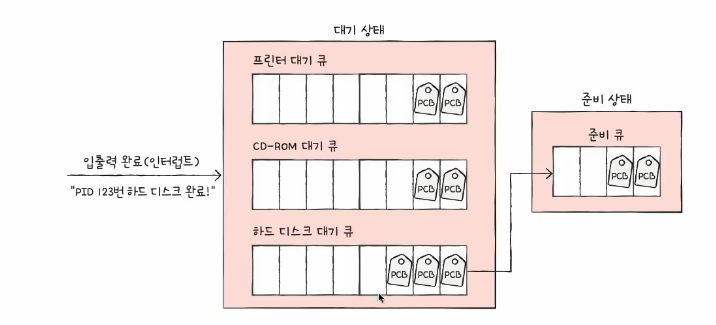 대기 상태
프린터 대기 큐
PCB PCB
CD-ROM 대기 큐
PCB PCB
하드 디스크 대기 큐
PCB PCB PCB
입출력 완료(인터럽트)
"PID 123번 하드 디스크 완료!"
준비 상태
준비 큐
PCB PCB